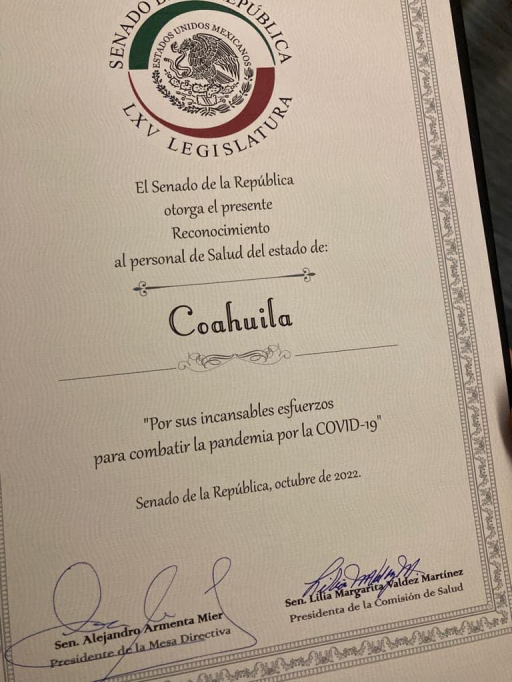 SENADO DE LA REPÚBLICA
ESTADOS UNIDOS MEXICANOS
LXV LEGISLATURA
El Senado de la República
otorga el presente
Reconocimiento
al personal de Salud del estado de:
Coahuila
"Por sus incansables esfuerzos
para combatir la pandemia por la COVID-19"
Senado de la República, octubre de 2022.
Sen. Alejandro Armenta Mier
Presidente de la Mesa Directiva
Sen. Lilia Margarita Valdez Martínez
Presidenta de la Comisión de Salud